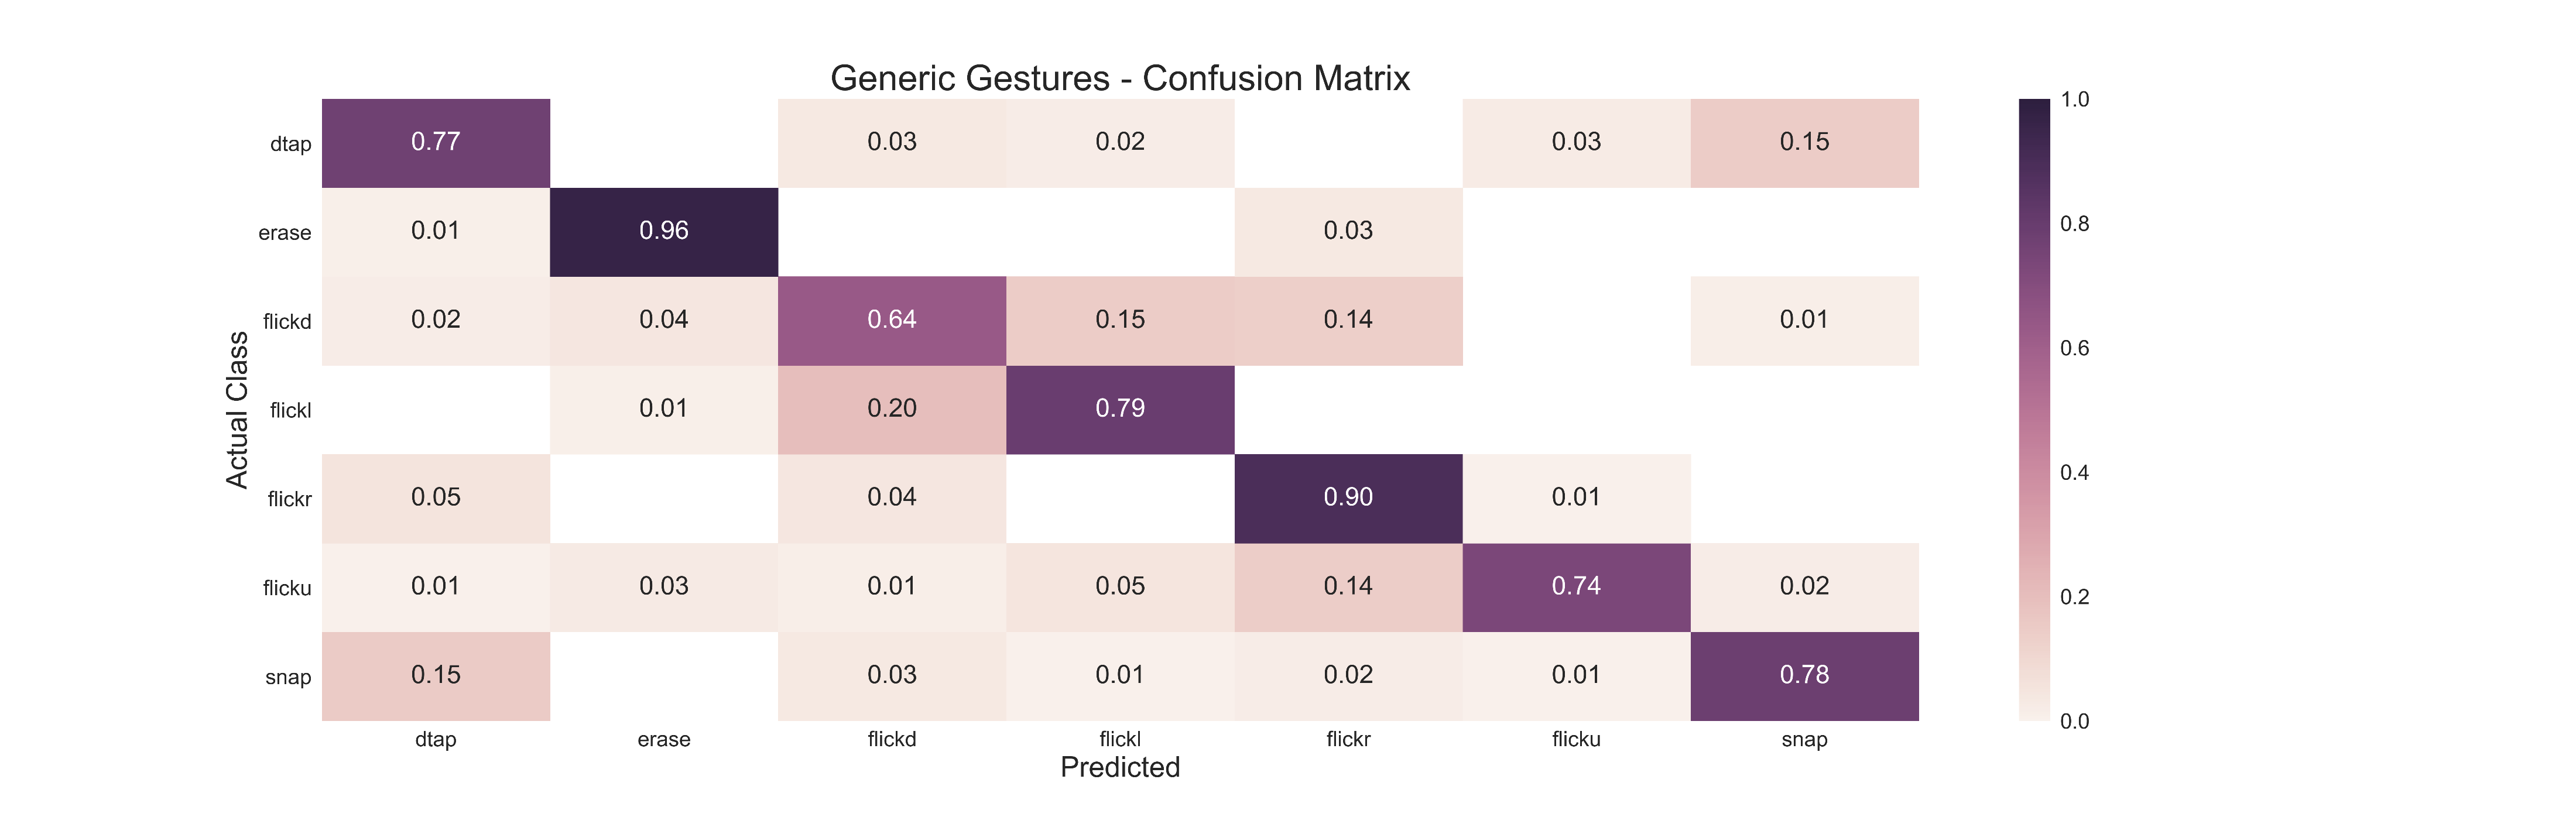 Generic Gestures - Confusion Matrix
dtap 0.77 0.03 0.02 0.03 0.15
erase 0.01 0.96 0.03
flickd 0.02 0.04 0.64 0.15 0.14 0.01
flickl 0.01 0.20 0.79
flickr 0.05 0.04 0.90 0.01
flicku 0.01 0.03 0.01 0.05 0.14 0.74 0.02
snap 0.15 0.03 0.01 0.02 0.01 0.78
dtap erase flickd flickl flickr flicku snap
Predicted
Actual Class
1.0
0.8
0.6
0.4
0.2
0.0